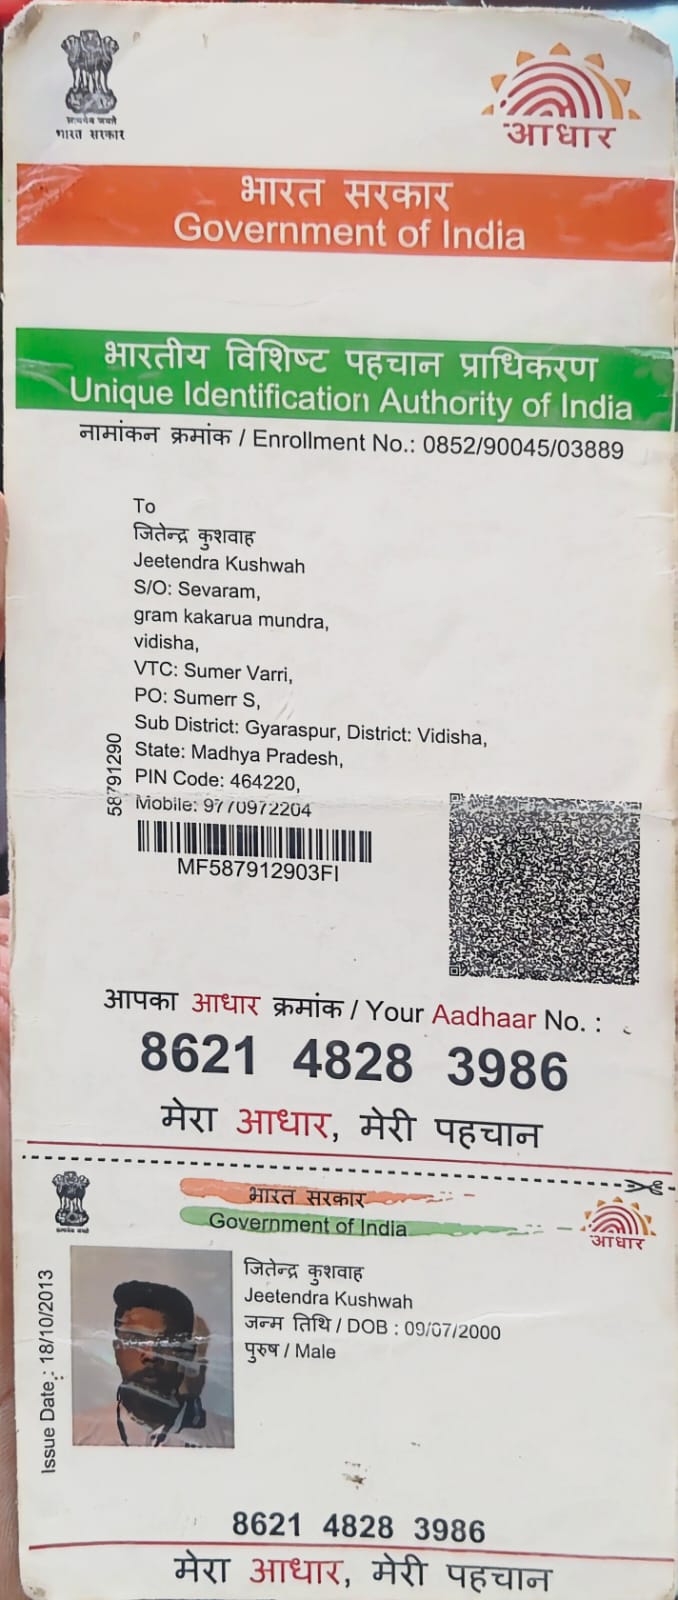 सत्यमेव जयते
भारत सरकार
आधार
भारत सरकार
Government of India
भारतीय विशिष्ट पहचान प्राधिकरण
Unique Identification Authority of India
नामांकन क्रमांक / Enrollment No.: 0852/90045/03889
To
जितेन्द्र कुशवाह
Jeetendra Kushwah
S/O: Sevaram,
gram kakarua mundra,
vidisha,
VTC: Sumer Varri,
PO: Sumerr S,
Sub District: Gyaraspur, District: Vidisha,
State: Madhya Pradesh,
PIN Code: 464220,
Mobile: 9770972204
58791290
MF587912903FI
आपका आधार क्रमांक / Your Aadhaar No. :
8621 4828 3986
मेरा आधार, मेरी पहचान
भारत सरकार
Government of India
आधार
जितेन्द्र कुशवाह
Jeetendra Kushwah
जन्म तिथि / DOB : 09/07/2000
पुरुष / Male
Issue Date : 18/10/2013
8621 4828 3986
मेरा आधार, मेरी पहचान